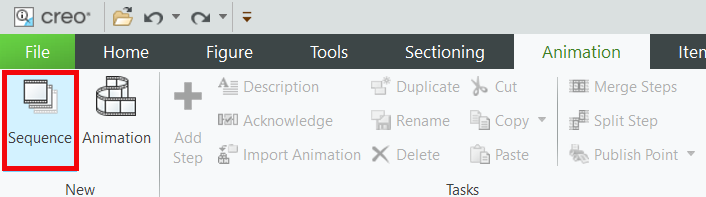 creo®
File Home Figure Tools Sectioning Animation Iten
Sequence Animation Add Step Description Duplicate Cut Merge Steps
Acknowledge Rename Copy Split Step
Import Animation Delete Paste Publish Point
New Tasks